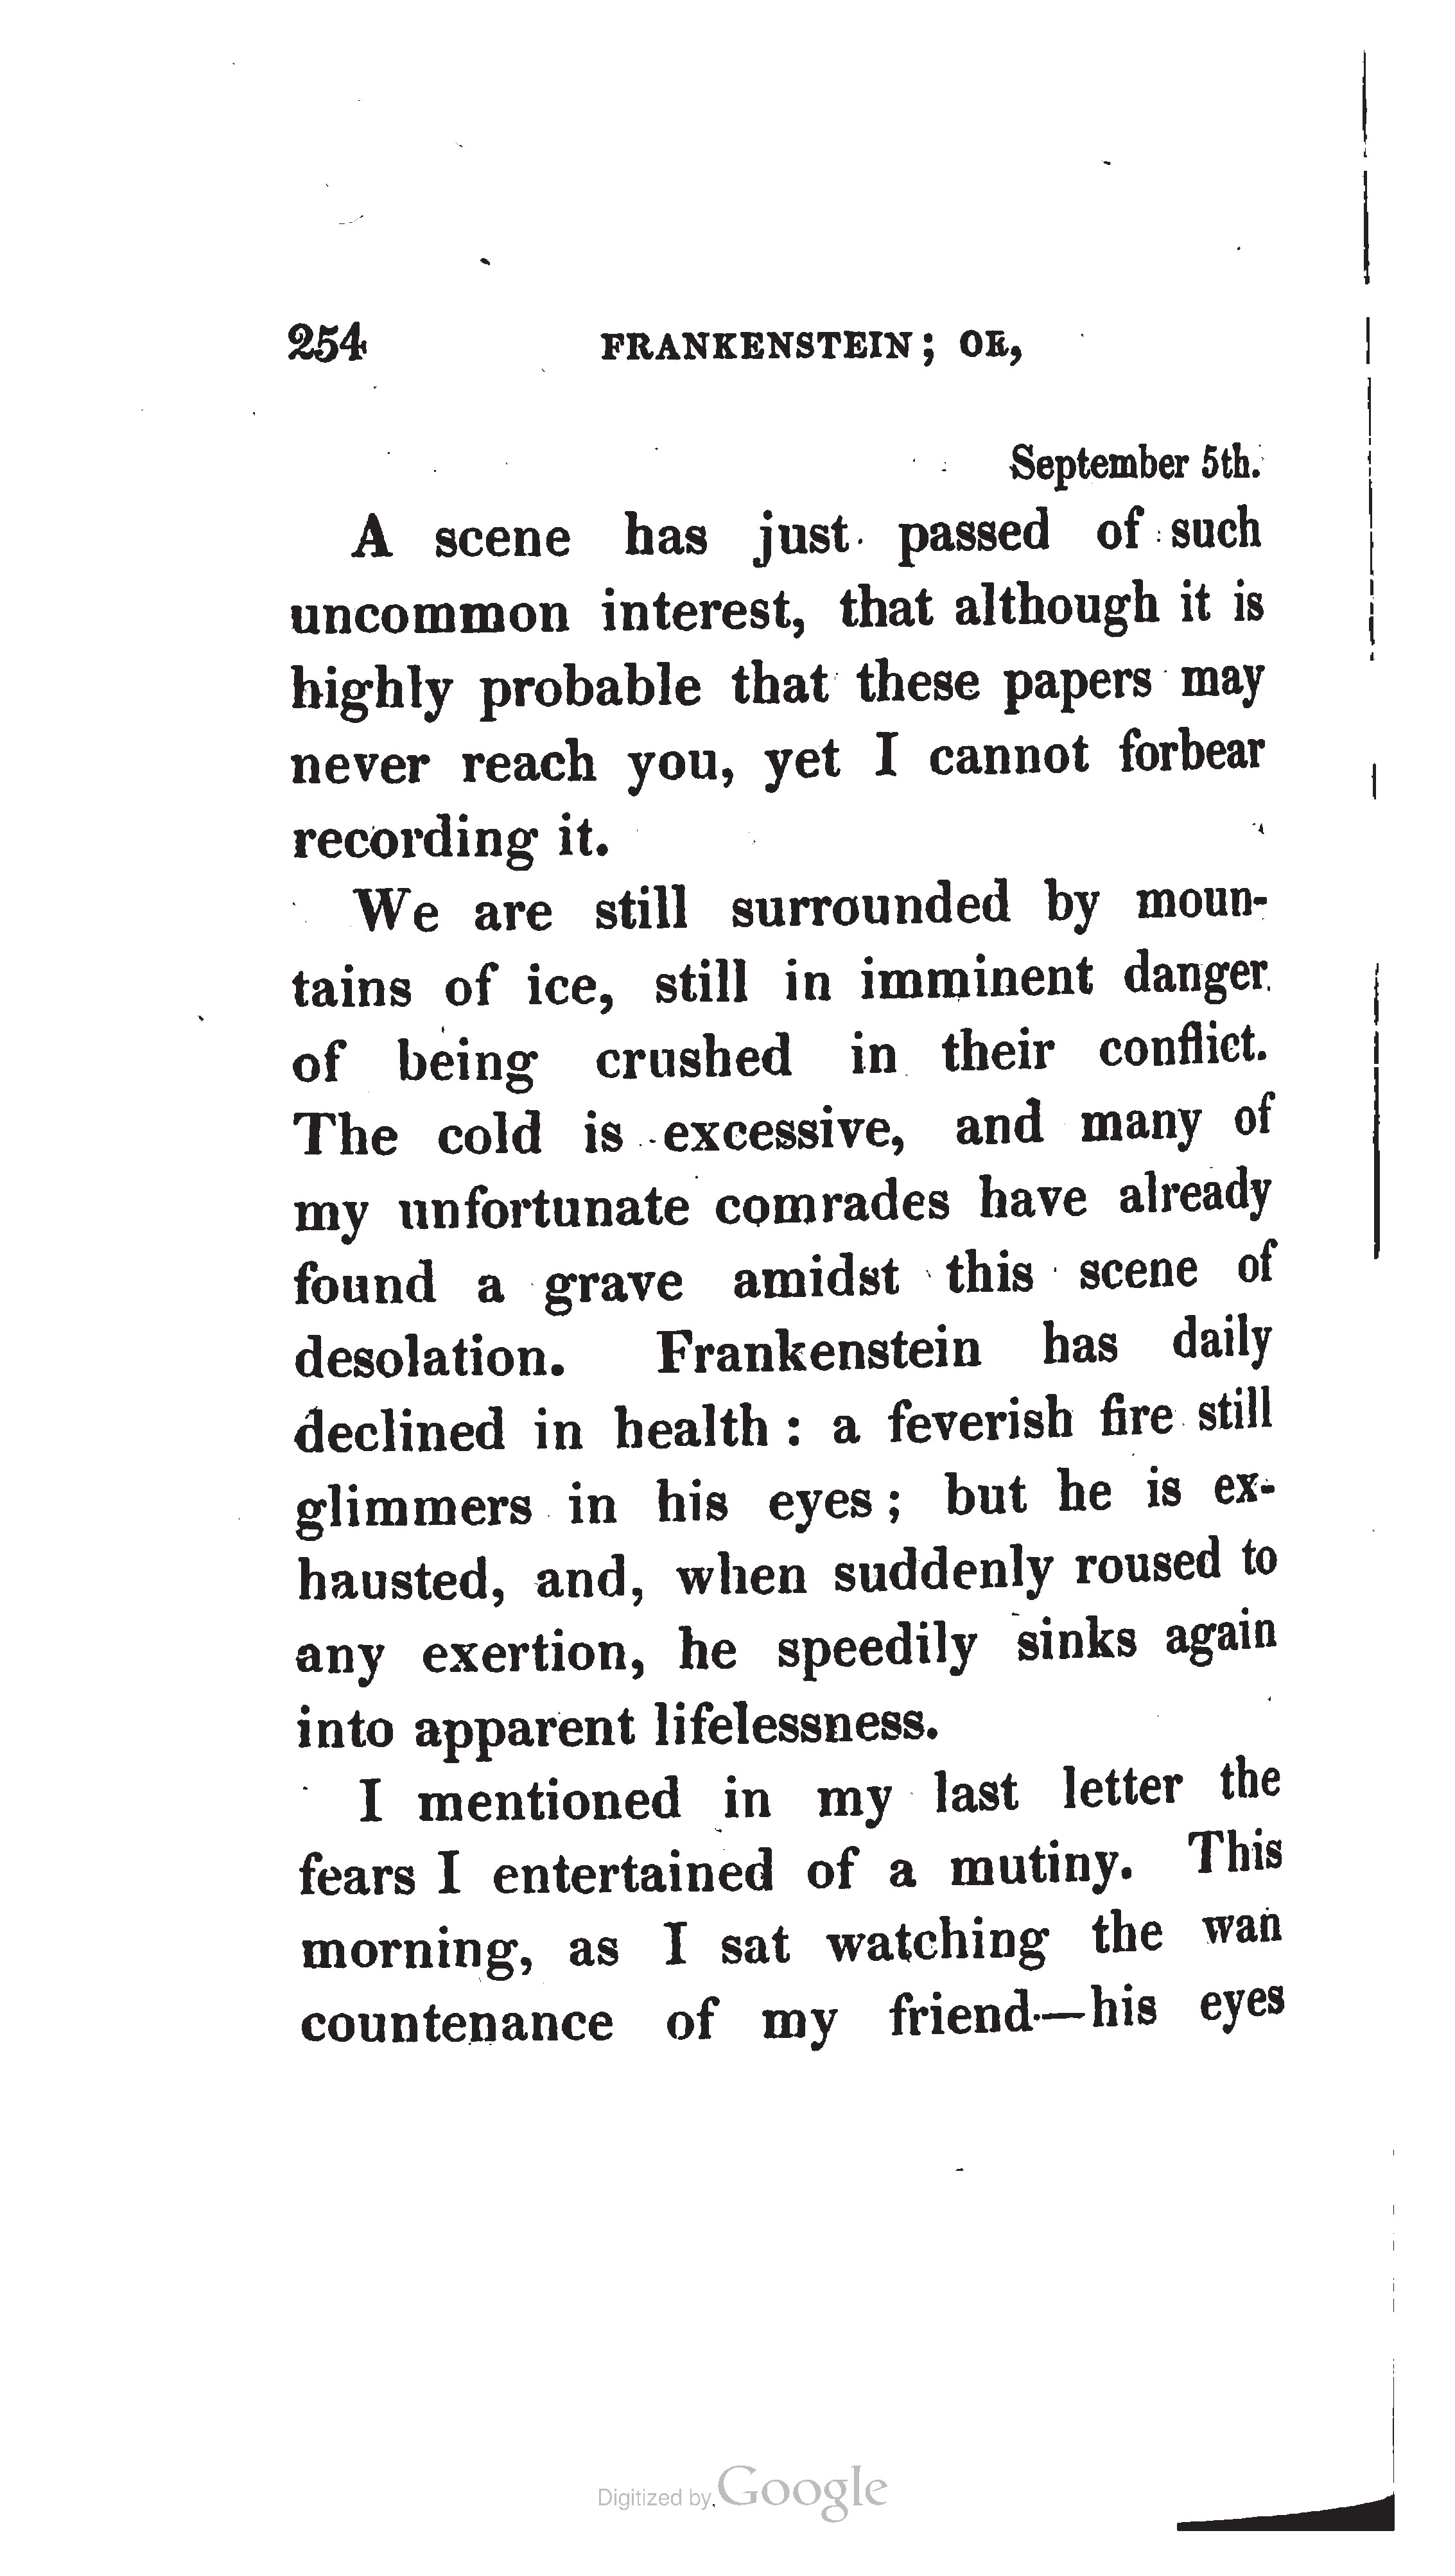 254 FRANKENSTEIN; OR,
September 5th.
A scene has just passed of such
uncommon interest, that although it is
highly probable that these papers may
never reach you, yet I cannot forbear
recording it.
We are still surrounded by moun-
tains of ice, still in imminent danger
of being crushed in their conflict.
The cold is excessive, and many of
my unfortunate comrades have already
found a grave amidst this scene of
desolation. Frankenstein has daily
declined in health: a feverish fire still
glimmers in his eyes; but he is ex-
hausted, and, when suddenly roused to
any exertion, he speedily sinks again
into apparent lifelessness.
I mentioned in my last letter the
fears I entertained of a mutiny. This
morning, as I sat watching the wan
countenance of my friend—his eyes
Digitized by Google